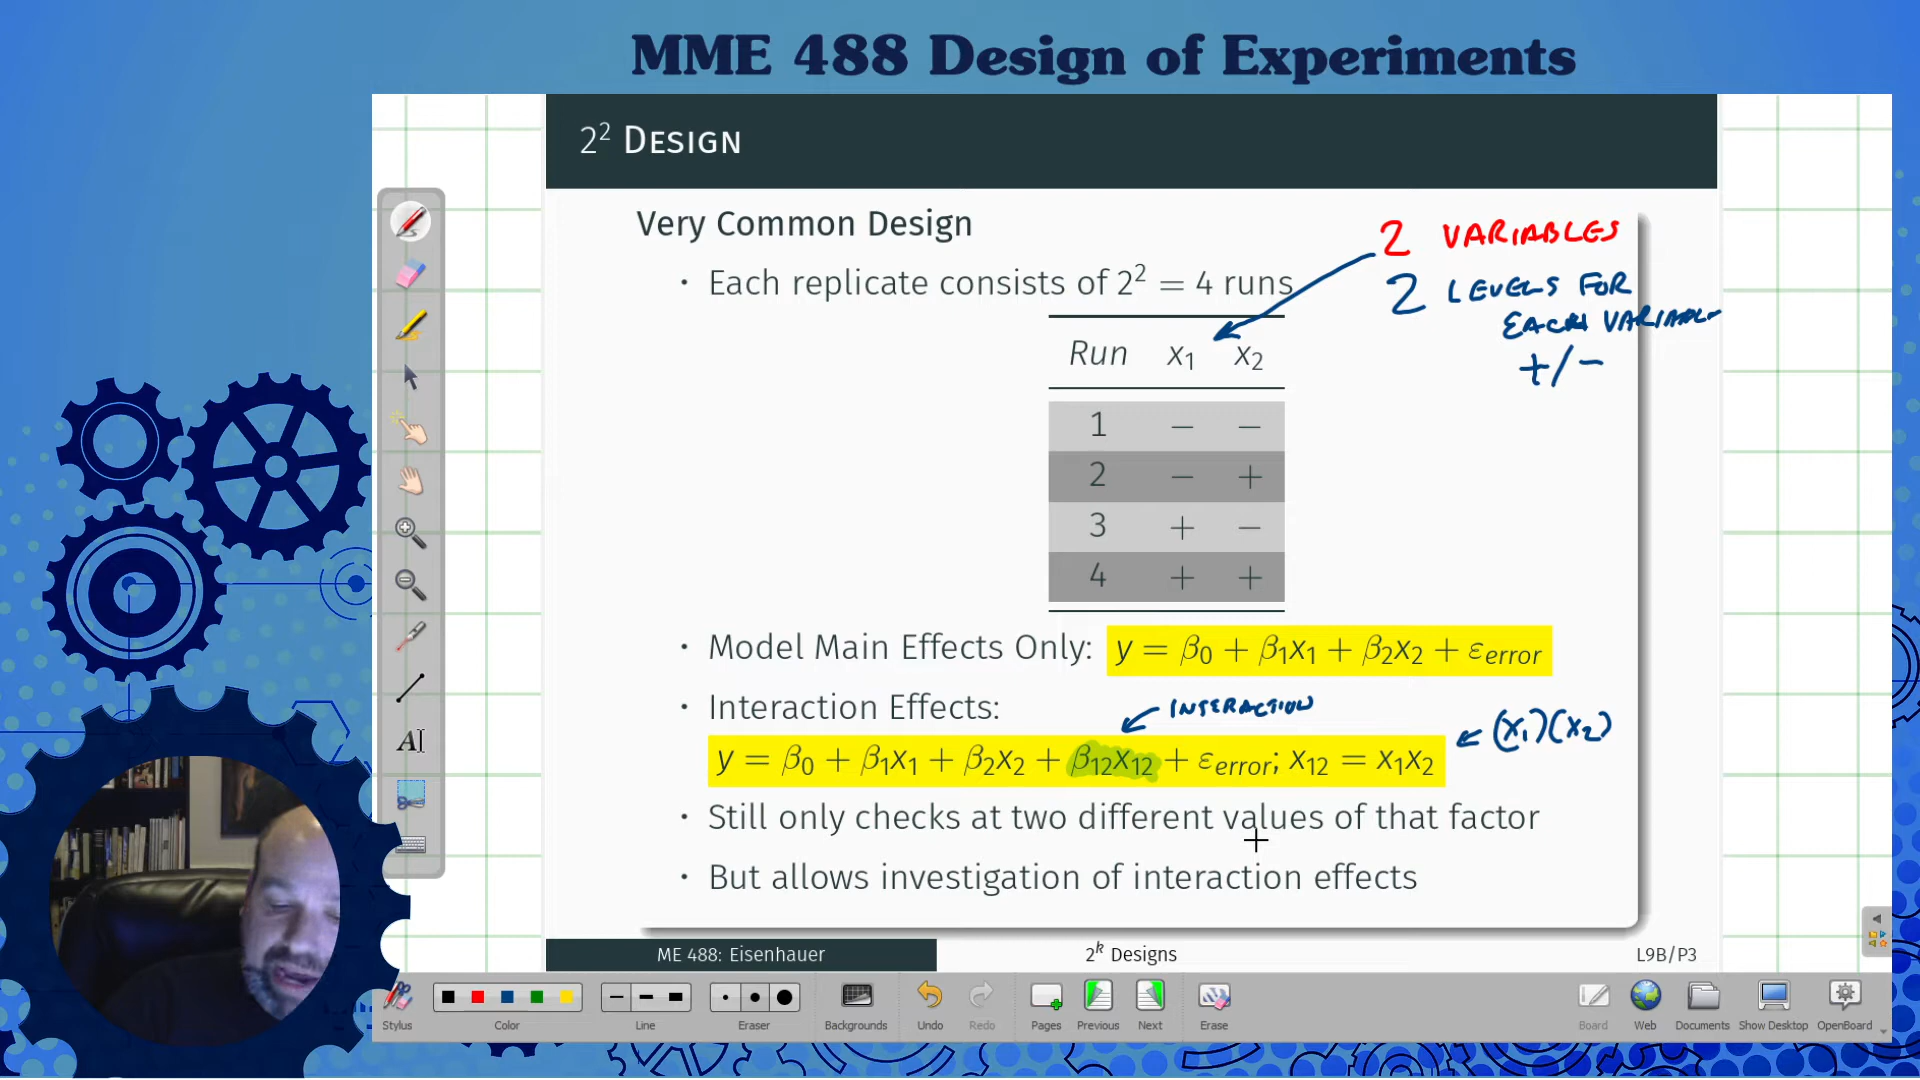 MME 488 Design of Experiments
2² DESIGN
Very Common Design
2 VARIABLES
• Each replicate consists of 2² = 4 runs
2 LEVELS FOR
EACH VARIABLE
+/−
Run x₁ x₂
1 − −
2 − +
3 + −
4 + +
• Model Main Effects Only: y = β₀ + β₁x₁ + β₂x₂ + ε_error
• Interaction Effects:
INTERACTION
(x₁)(x₂)
y = β₀ + β₁x₁ + β₂x₂ + β₁₂x₁₂ + ε_error; x₁₂ = x₁x₂
• Still only checks at two different values of that factor
• But allows investigation of interaction effects
ME 488: Eisenhauer 2ᵏ Designs L9B/P3
Stylus Color Line Eraser Backgrounds Undo Redo Pages Previous Next Erase Board Web Documents Show Desktop OpenBoard